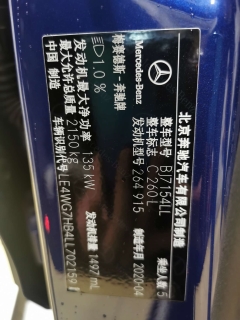 北京奔驰汽车有限公司制造
Mercedes-Benz
梅赛德斯-奔驰牌
整车型号 BJ7154LL
整车标志 C 260 L
发动机型号 264 915
乘坐人数 5
制造年月 2020-04
1.0 %
发动机最大净功率 135 kW
发动机排量 1497 mL
最大允许总质量 2150 kg
车辆识别代号 LE4WG7HB4LL702159
中国 制造